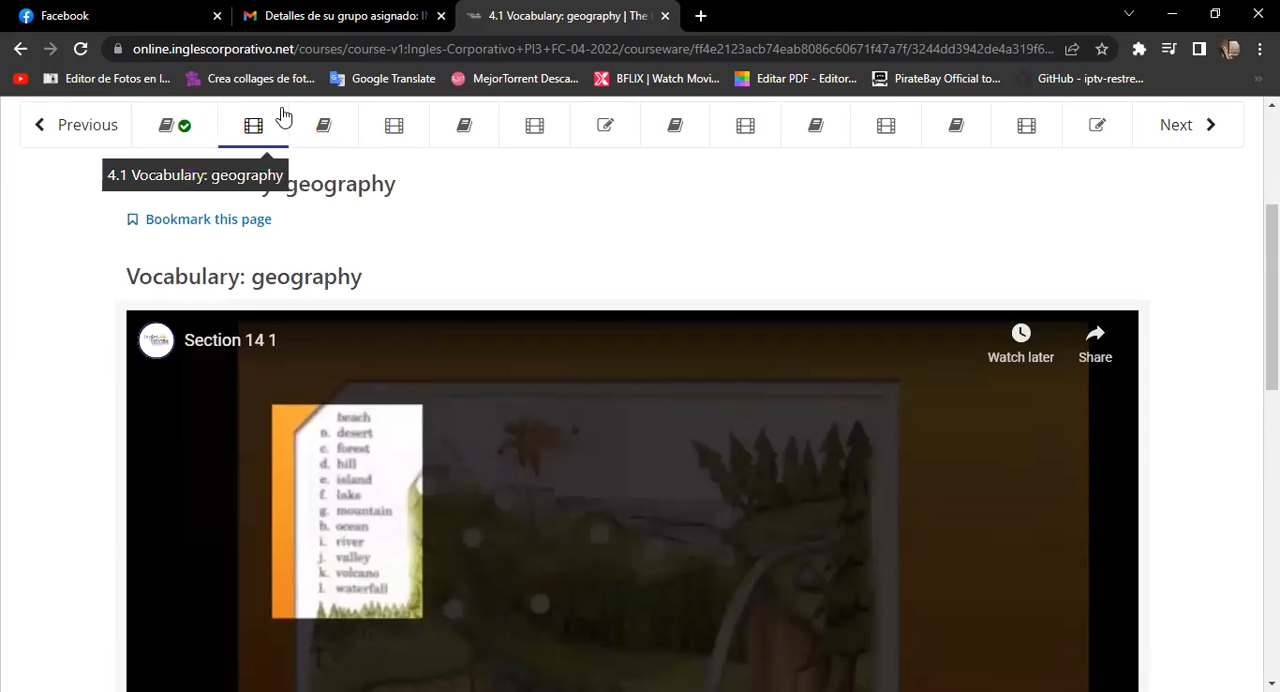 Facebook
Detalles de su grupo asignado: I
4.1 Vocabulary: geography | The
online.inglescorporativo.net/courses/course-v1:Ingles-Corporativo+PI3+FC-04-2022/courseware/ff4e2123acb74eab8086c60671f47a7f/3244dd3942de4a319f6...
Editor de Fotos en l...
Crea collages de fot...
Google Translate
MejorTorrent Desca...
BFLIX | Watch Movi...
Editar PDF - Editor...
PirateBay Official to...
GitHub - iptv-restre...
Previous
Next
4.1 Vocabulary: geography
geography
Bookmark this page
Vocabulary: geography
Section 14 1
Watch later
Share
beach
b. desert
c. forest
d. hill
e. island
f. lake
g. mountain
h. ocean
i. river
j. valley
k. volcano
l. waterfall